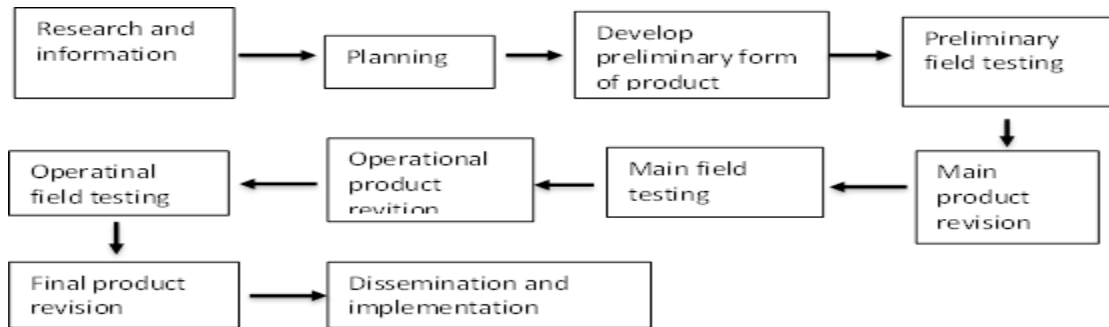 Research and
information
Planning
Develop
preliminary form
of product
Preliminary
field testing
Main
product
revision
Main field
testing
Operational
product
revition
Operatinal
field testing
Final product
revision
Dissemination and
implementation